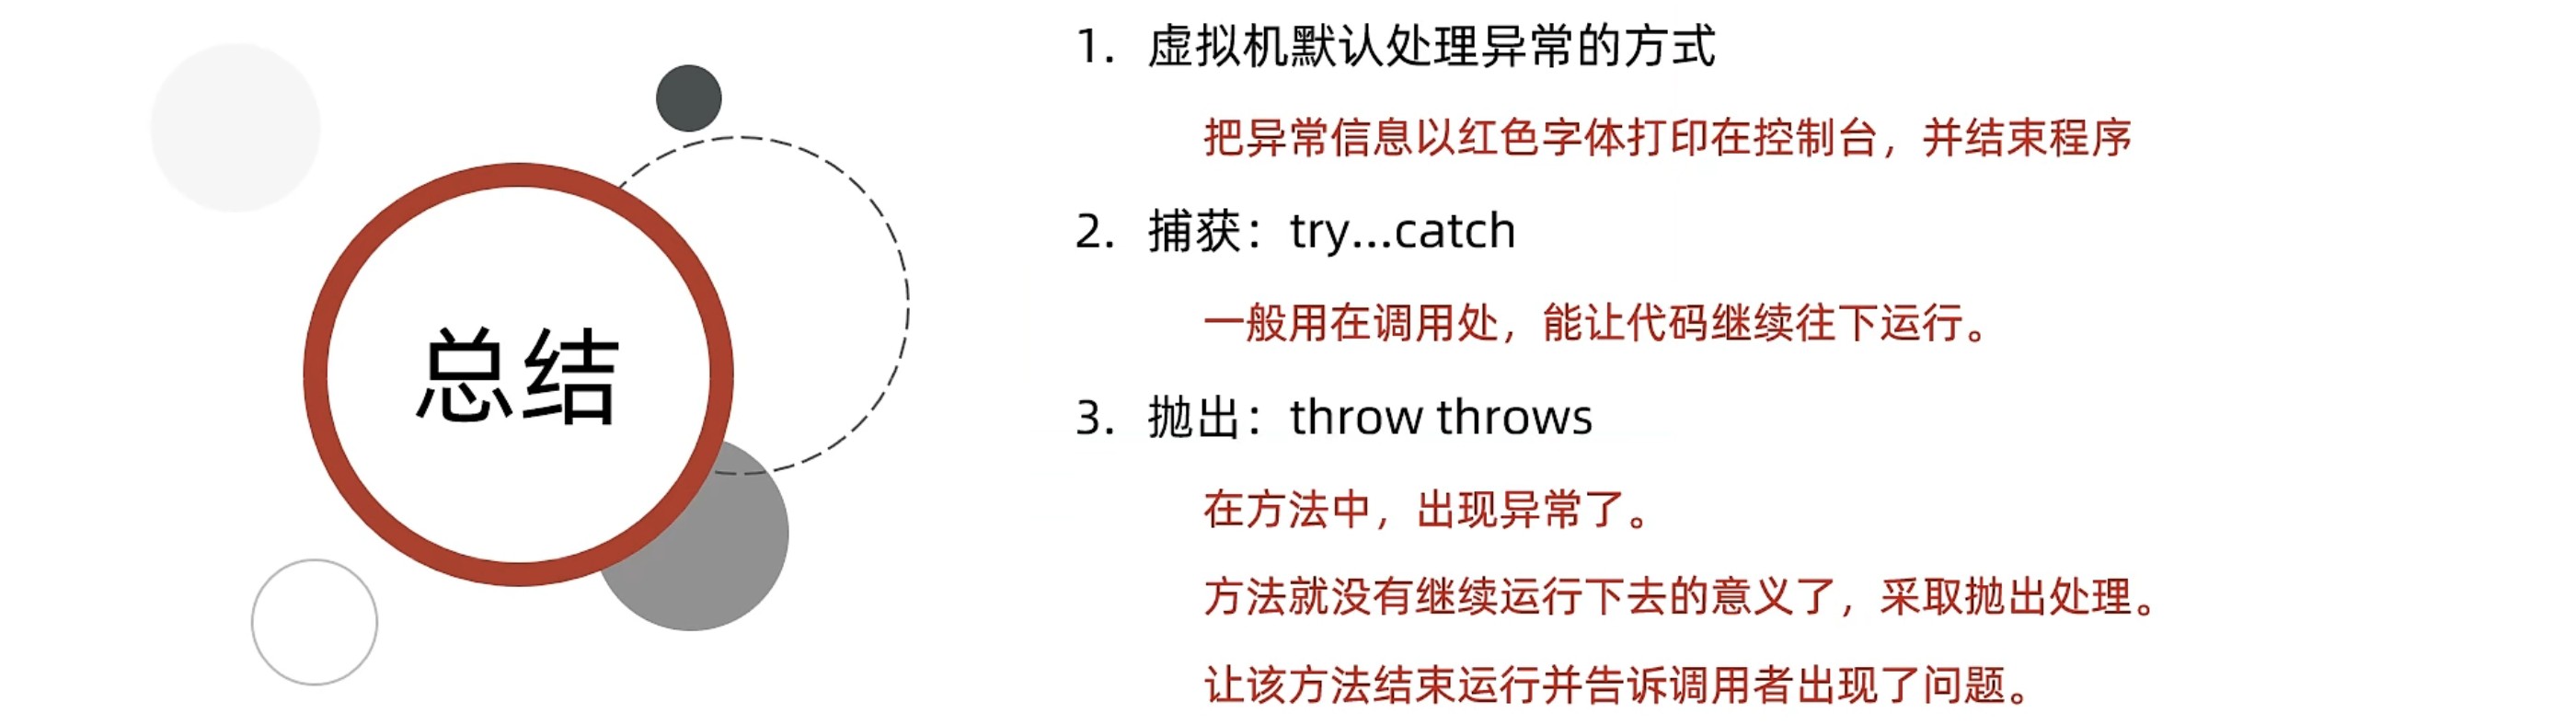 总结
1. 虚拟机默认处理异常的方式
把异常信息以红色字体打印在控制台，并结束程序
2. 捕获：try...catch
一般用在调用处，能让代码继续往下运行。
3. 抛出：throw throws
在方法中，出现异常了。
方法就没有继续运行下去的意义了，采取抛出处理。
让该方法结束运行并告诉调用者出现了问题。